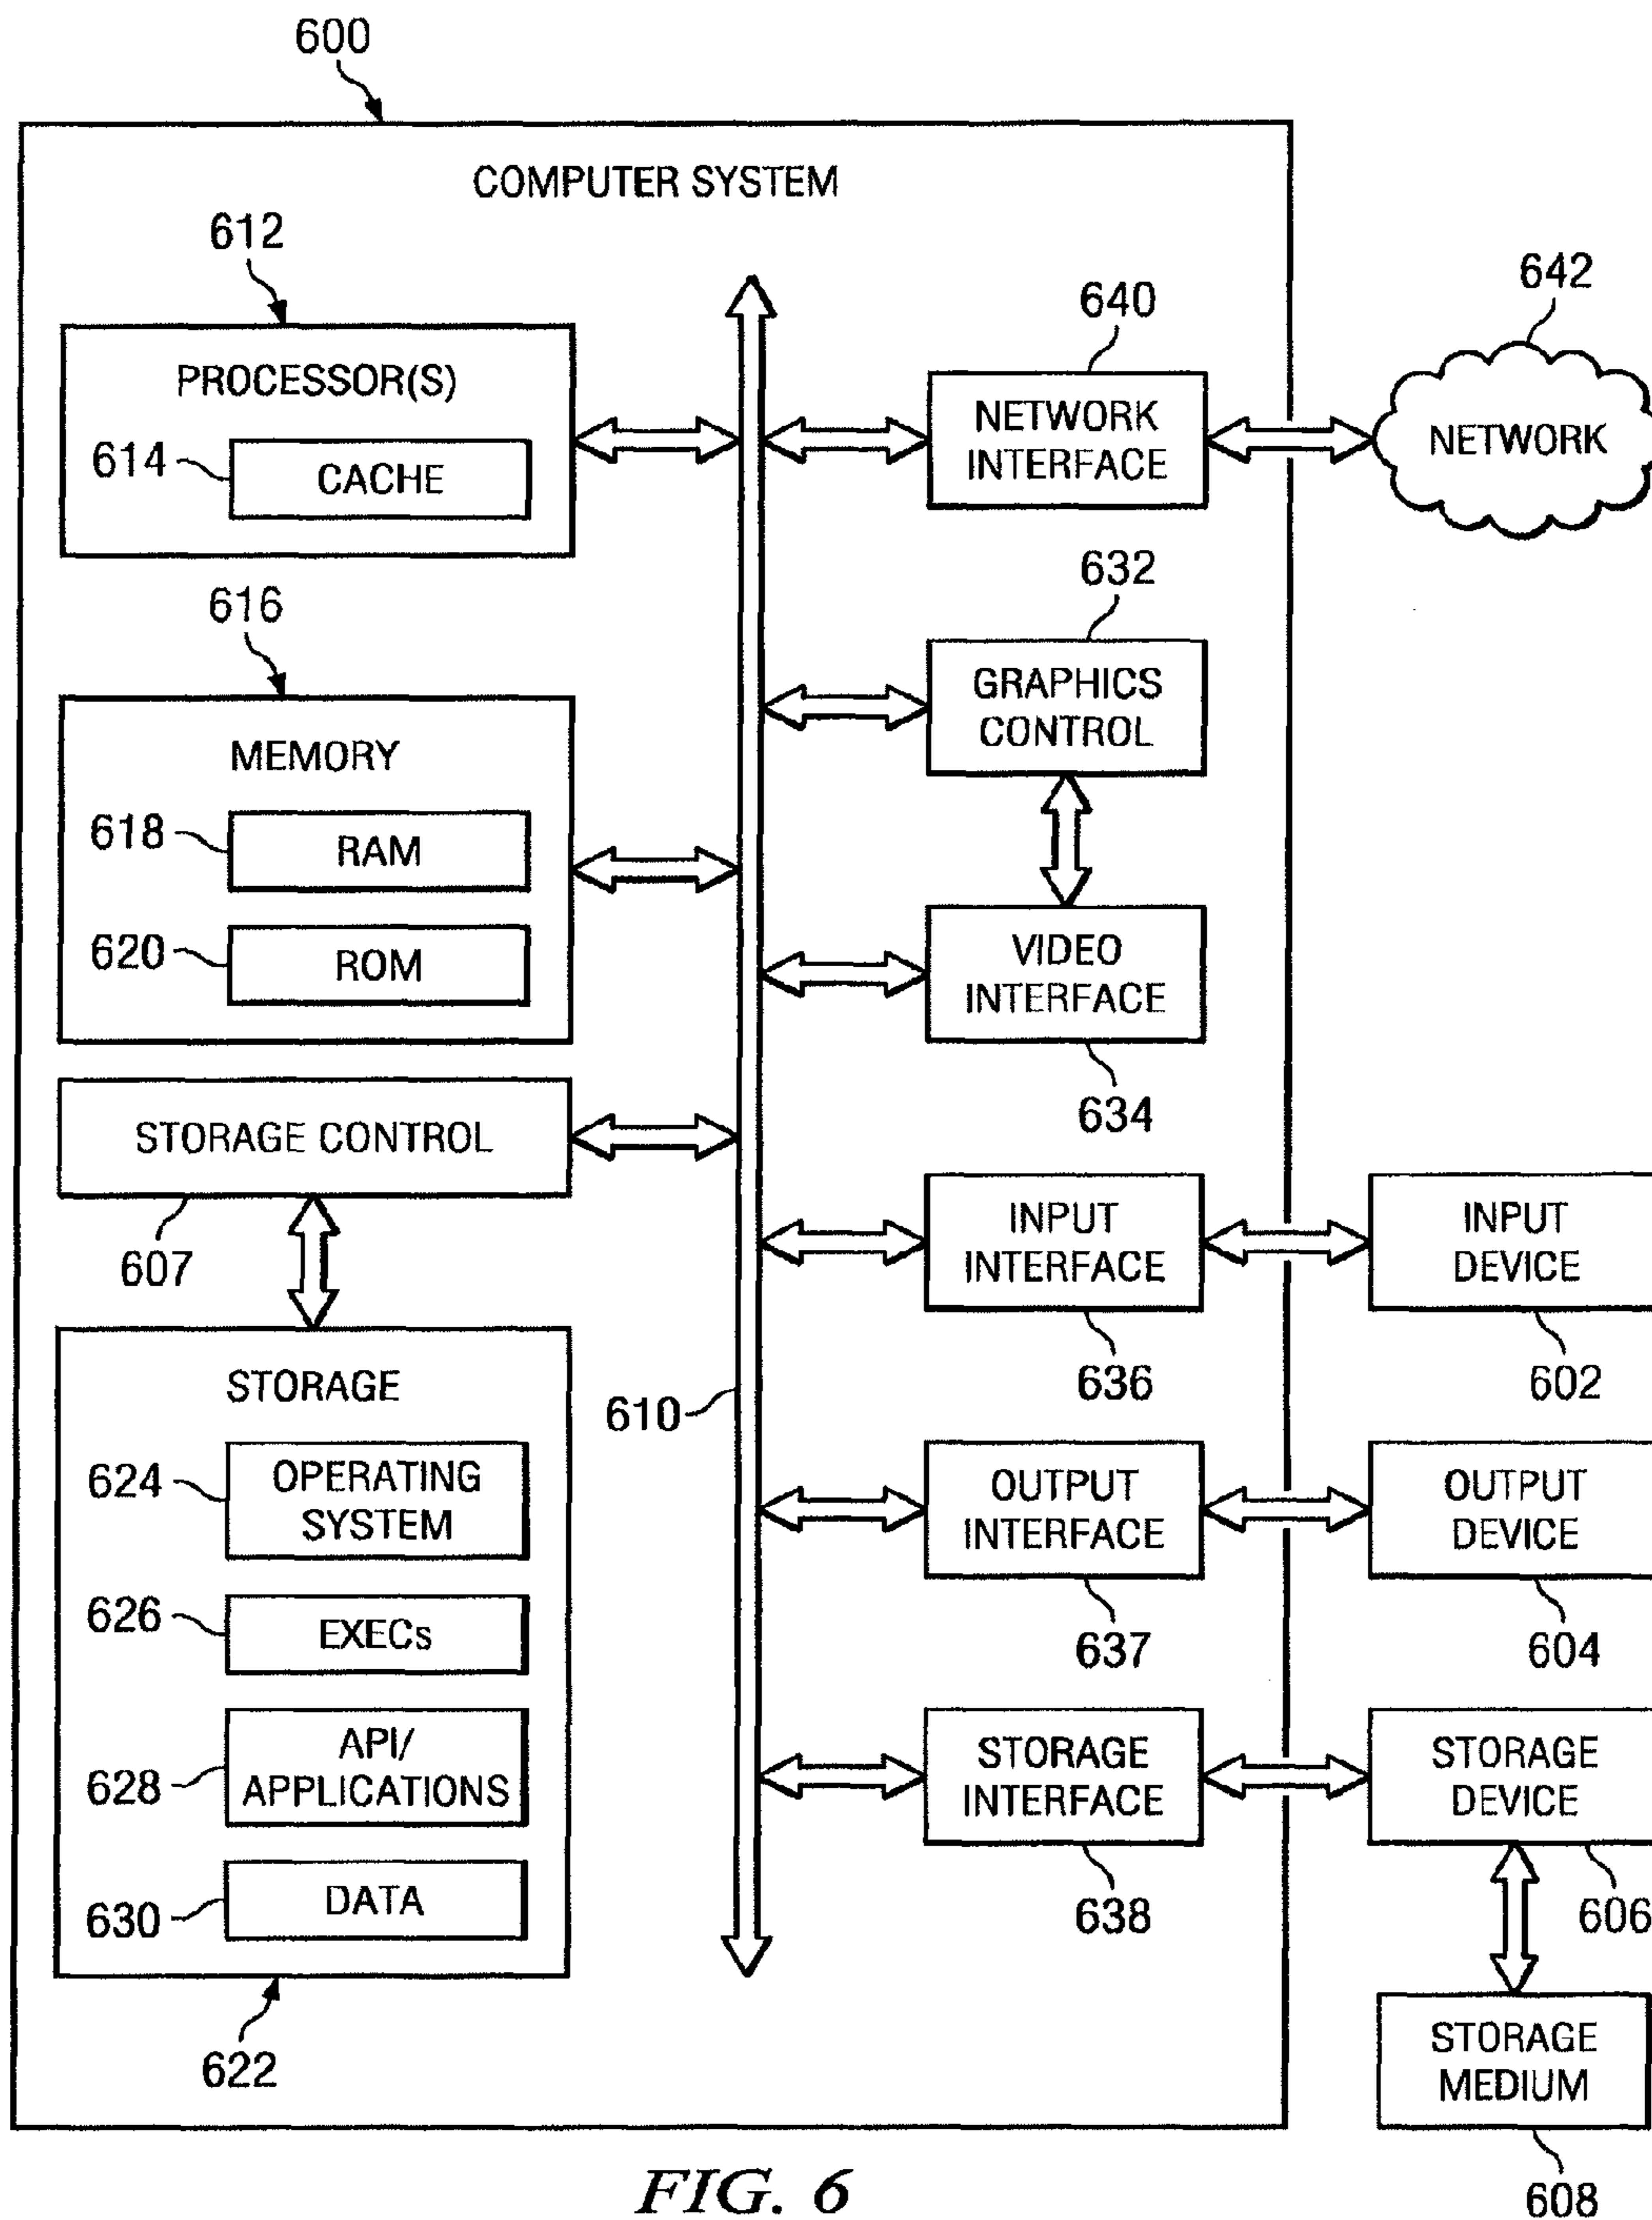 600
COMPUTER SYSTEM
612
PROCESSOR(S)
614
CACHE
616
MEMORY
618
RAM
620
ROM
STORAGE CONTROL
607
STORAGE
624
OPERATING
SYSTEM
626
EXECs
628
API/
APPLICATIONS
630
DATA
622
610
640
NETWORK
INTERFACE
642
NETWORK
632
GRAPHICS
CONTROL
VIDEO
INTERFACE
634
INPUT
INTERFACE
636
INPUT
DEVICE
602
OUTPUT
INTERFACE
637
OUTPUT
DEVICE
604
STORAGE
INTERFACE
638
STORAGE
DEVICE
606
STORAGE
MEDIUM
608
FIG. 6